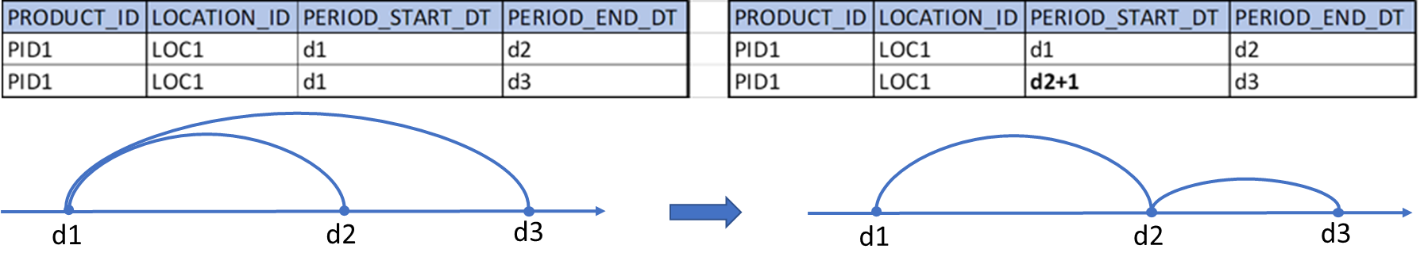 PRODUCT_ID LOCATION_ID PERIOD_START_DT PERIOD_END_DT
PID1 LOC1 d1 d2
PID1 LOC1 d1 d3
PRODUCT_ID LOCATION_ID PERIOD_START_DT PERIOD_END_DT
PID1 LOC1 d1 d2
PID1 LOC1 d2+1 d3
d1 d2 d3
d1 d2 d3